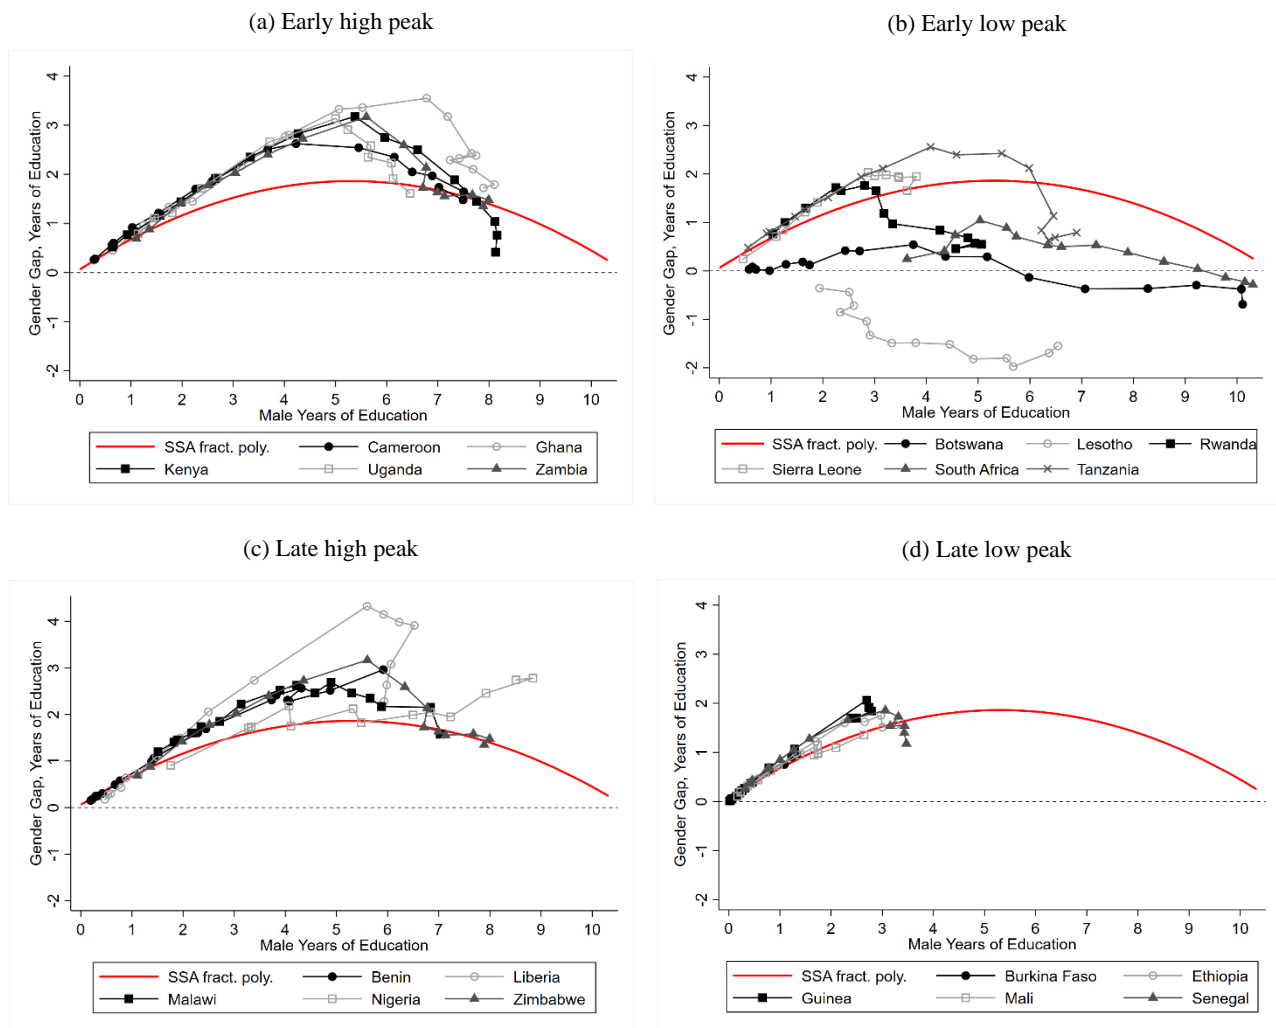 (a) Early high peak
(b) Early low peak
Gender Gap, Years of Education
4
3
2
1
0
-1
-2
0 1 2 3 4 5 6 7 8 9 10
Male Years of Education
SSA fract. poly. Cameroon Ghana
Kenya Uganda Zambia
Gender Gap, Years of Education
4
3
2
1
0
-1
-2
0 1 2 3 4 5 6 7 8 9 10
Male Years of Education
SSA fract. poly. Botswana Lesotho Rwanda
Sierra Leone South Africa Tanzania
(c) Late high peak
(d) Late low peak
Gender Gap, Years of Education
4
3
2
1
0
-1
-2
0 1 2 3 4 5 6 7 8 9 10
Male Years of Education
SSA fract. poly. Benin Liberia
Malawi Nigeria Zimbabwe
Gender Gap, Years of Education
4
3
2
1
0
-1
-2
0 1 2 3 4 5 6 7 8 9 10
Male Years of Education
SSA fract. poly. Burkina Faso Ethiopia
Guinea Mali Senegal